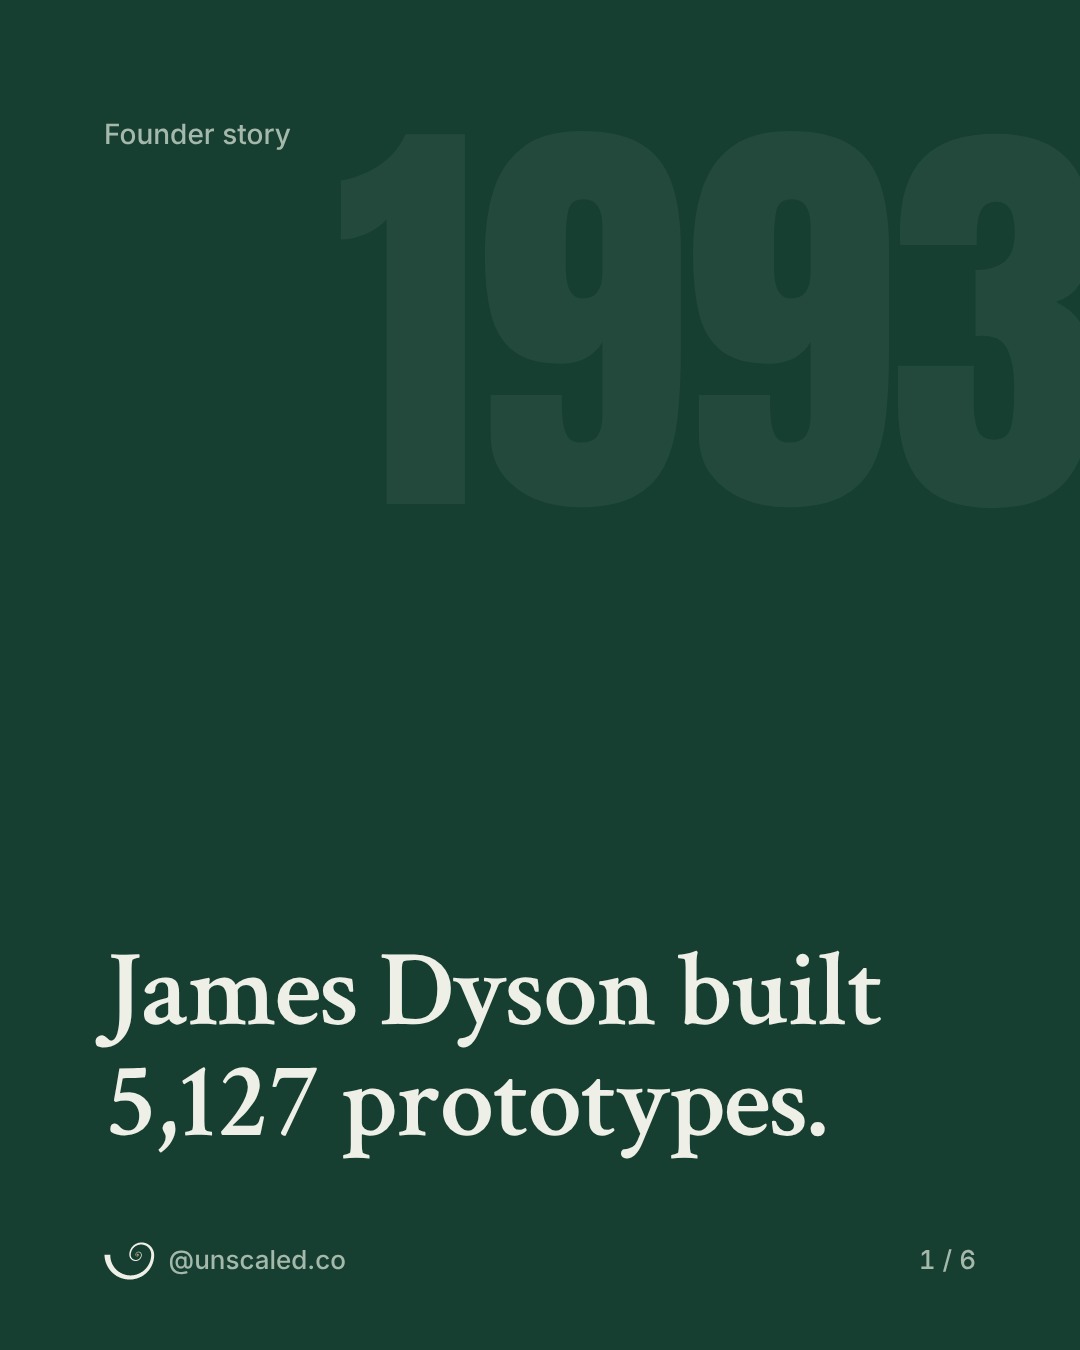 Founder story
1993
James Dyson built
5,127 prototypes.
@unscaled.co
1 / 6